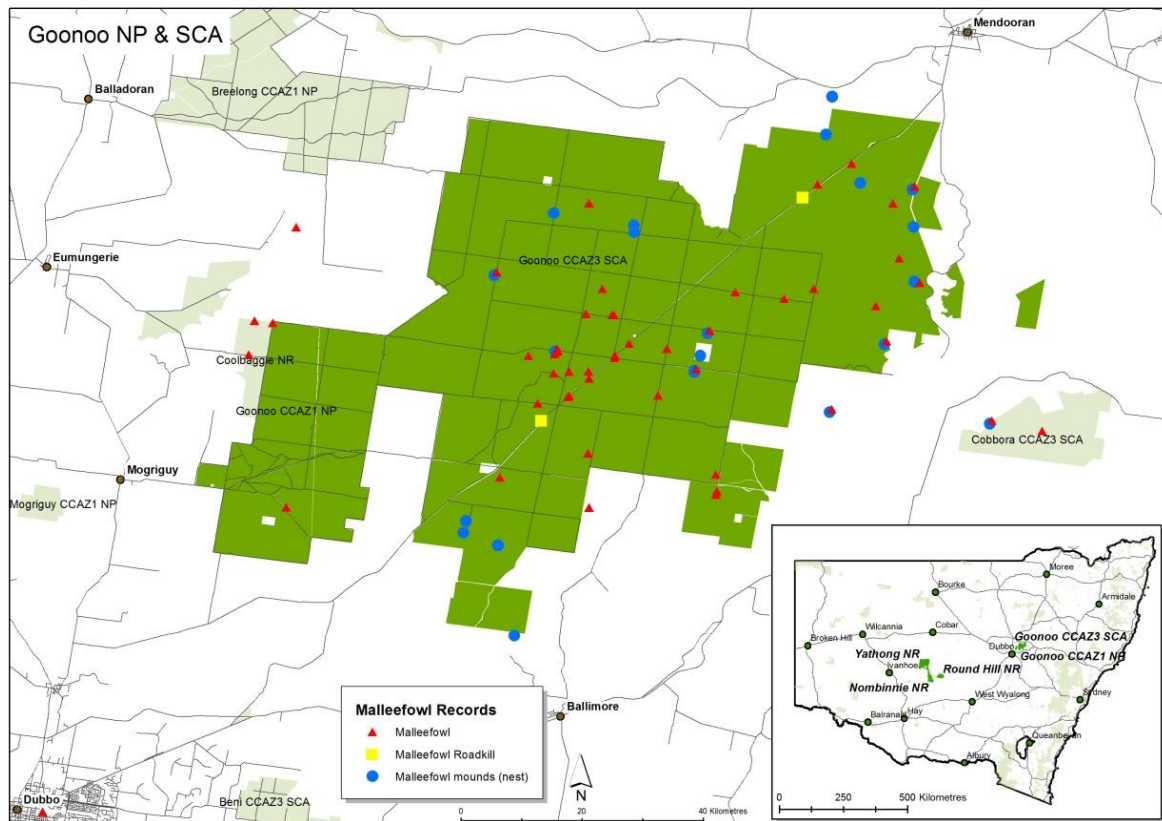 Goonoo NP & SCA
Mendooran
Balladoran
Breelong CCAZ1 NP
Eumungerie
Goonoo CCAZ3 SCA
Coolbaggie NR
Goonoo CCAZ1 NP
Cobbora CCAZ3 SCA
Mogriguy
Mogriguy CCAZ1 NP
Malleefowl Records
Malleefowl
Malleefowl Roadkill
Malleefowl mounds (nest)
Ballimore
N
0 20 40 Kilometres
Dubbo
Beni CCAZ3 SCA
Moree
Bourke
Armidale
Wilcannia
Cobar
Broken Hill
Dubbo
Goonoo CCAZ3 SCA
Goonoo CCAZ1 NP
Yathong NR
Ivanhoe
Round Hill NR
Nombinnie NR
West Wyalong
Sydney
Balranald
Hay
Queanbeyan
Albury
0 250 500 Kilometres